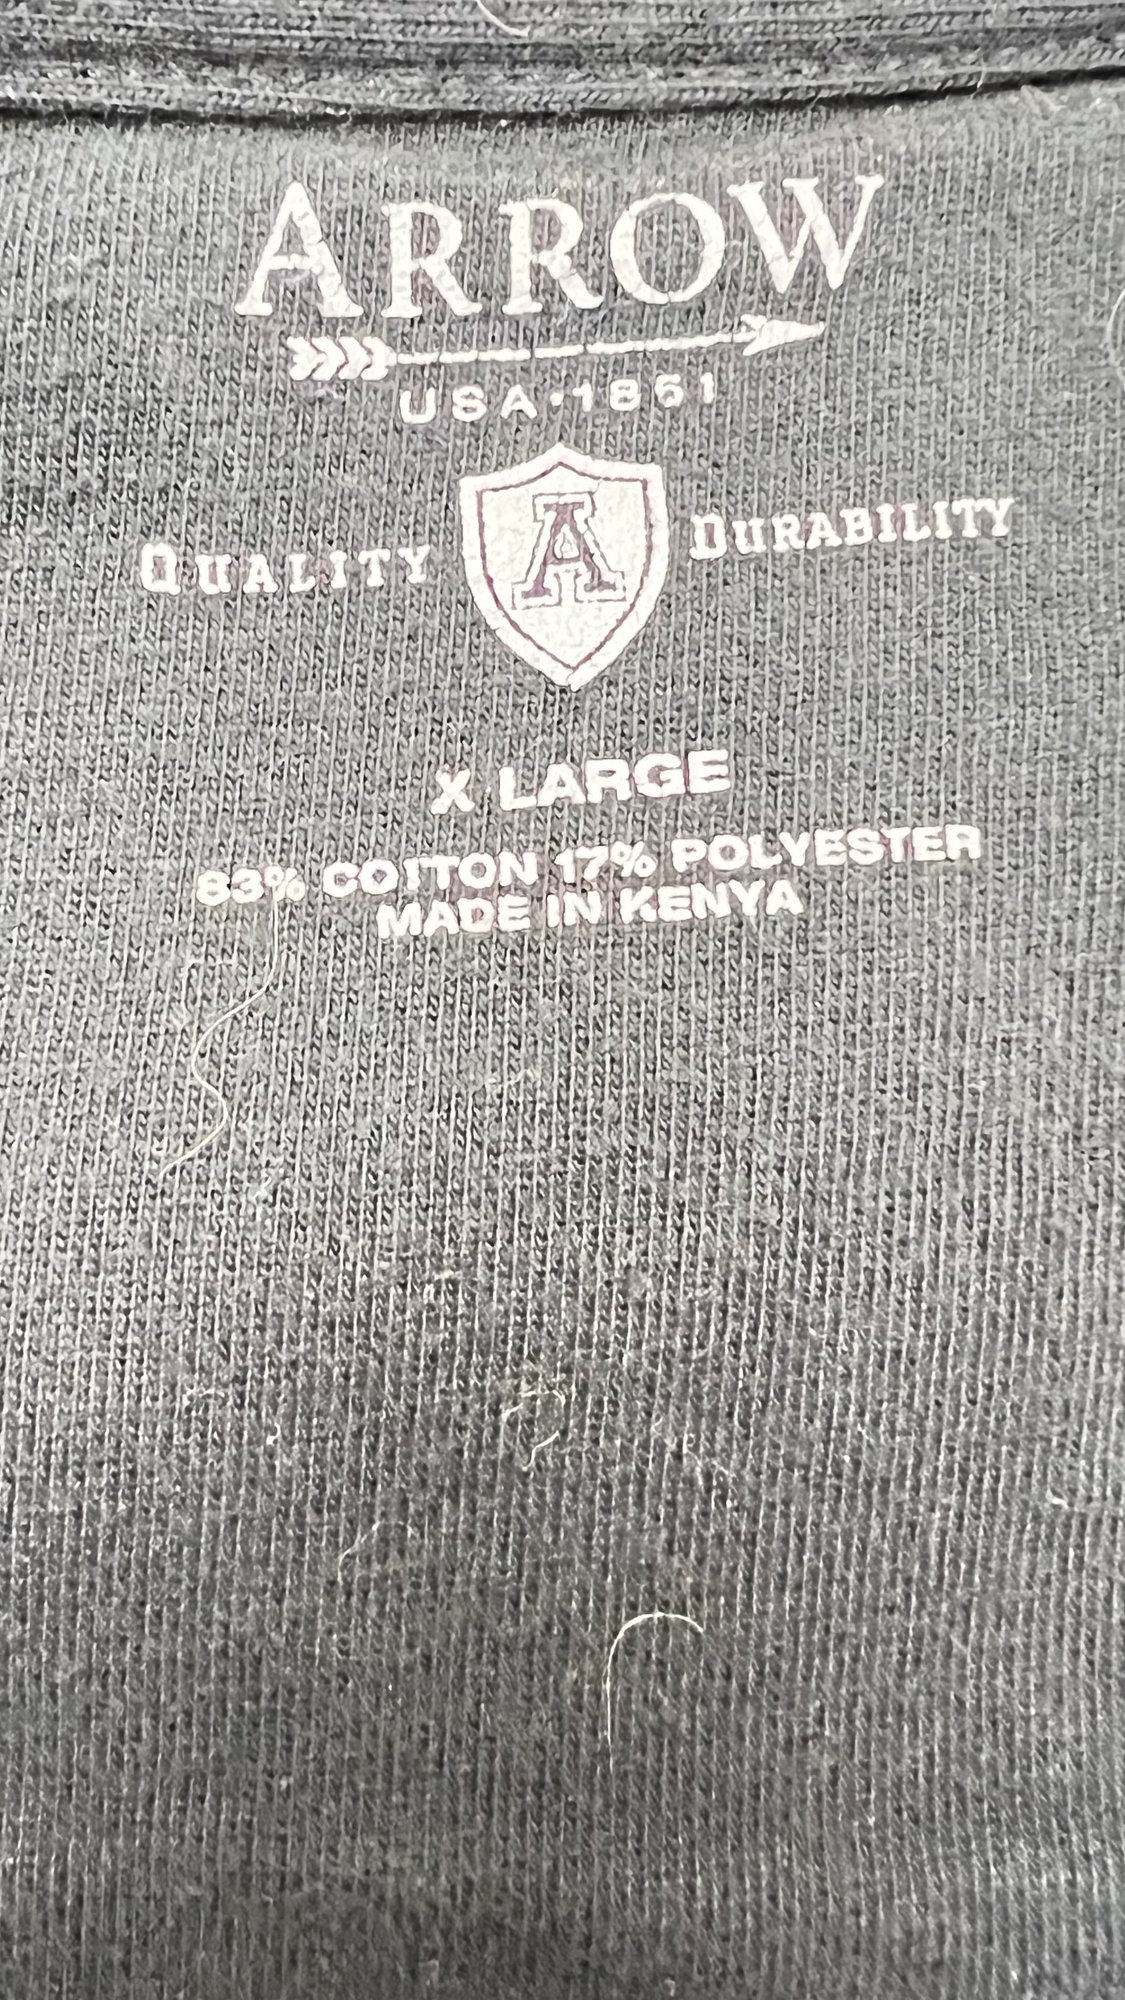 ARROW
USA·1851
QUALITY A DURABILITY
X LARGE
83% COTTON 17% POLYESTER
MADE IN KENYA